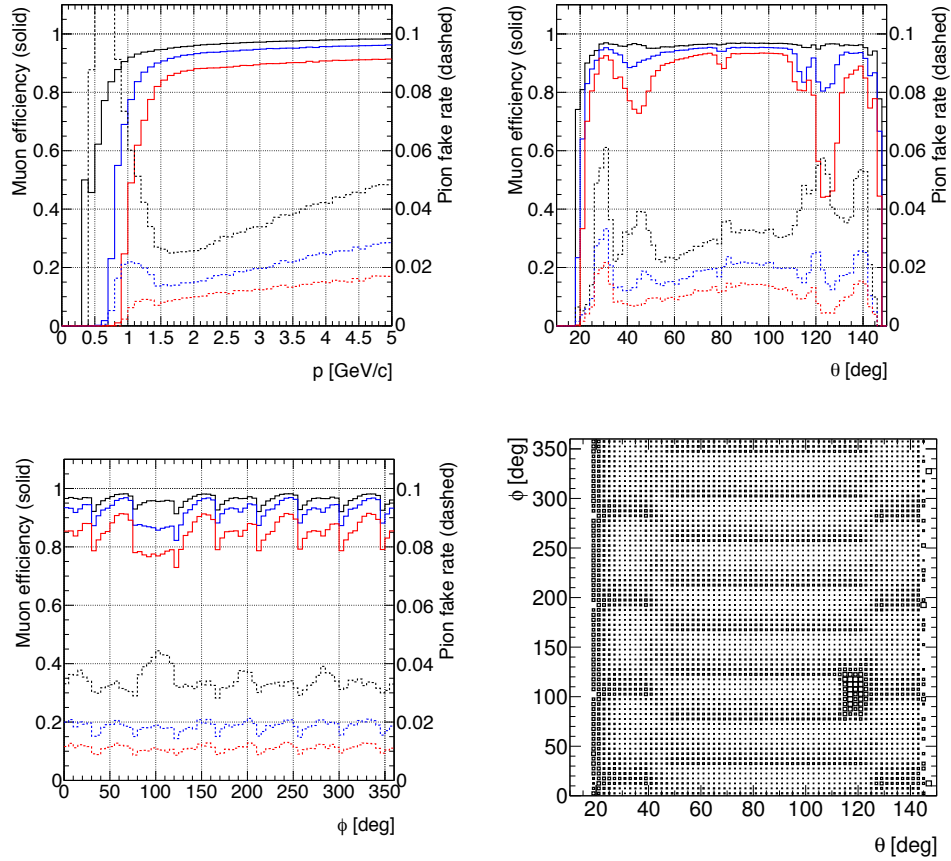 Muon efficiency (solid)
1
0.8
0.6
0.4
0.2
0
0 0.5 1 1.5 2 2.5 3 3.5 4 4.5 5
p [GeV/c]
0.1
0.08
0.06
0.04
0.02
0
Pion fake rate (dashed)
Muon efficiency (solid)
1
0.8
0.6
0.4
0.2
0
20 40 60 80 100 120 140
θ [deg]
0.1
0.08
0.06
0.04
0.02
0
Pion fake rate (dashed)
Muon efficiency (solid)
1
0.8
0.6
0.4
0.2
0
0 50 100 150 200 250 300 350
ϕ [deg]
0.1
0.08
0.06
0.04
0.02
0
Pion fake rate (dashed)
ϕ [deg]
350
300
250
200
150
100
50
0
20 40 60 80 100 120 140
θ [deg]